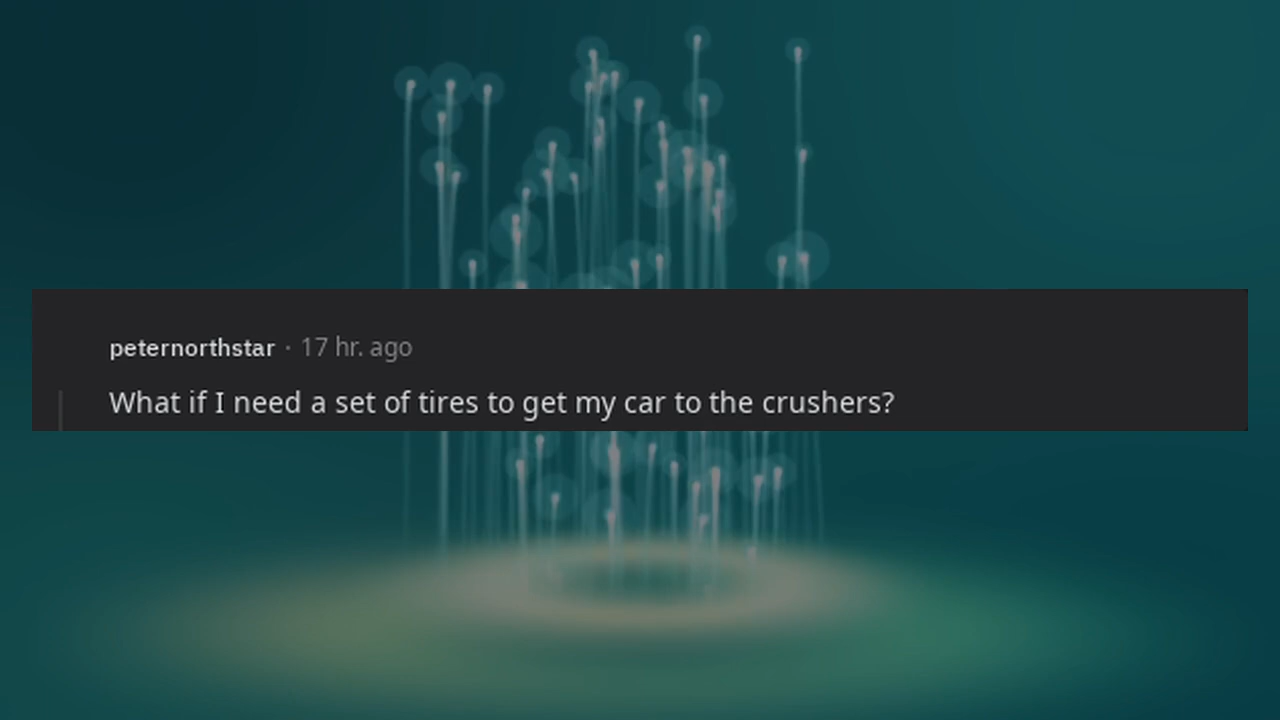 peternorthstar · 17 hr. ago
What if I need a set of tires to get my car to the crushers?